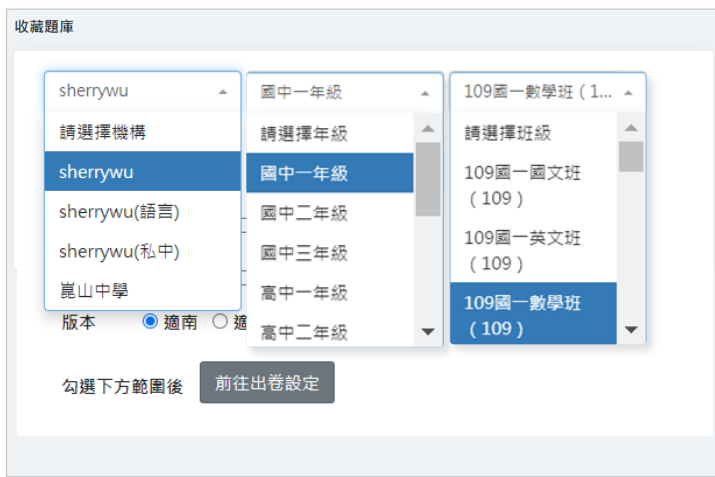 收藏題庫
sherrywu
請選擇機構
sherrywu
sherrywu(語言)
sherrywu(私中)
崑山中學
國中一年級
請選擇年級
國中一年級
國中二年級
國中三年級
高中一年級
高中二年級
109國一數學班（1...
請選擇班級
109國一國文班
（109）
109國一英文班
（109）
109國一數學班
（109）
版本 適南 適
勾選下方範圍後 前往出卷設定